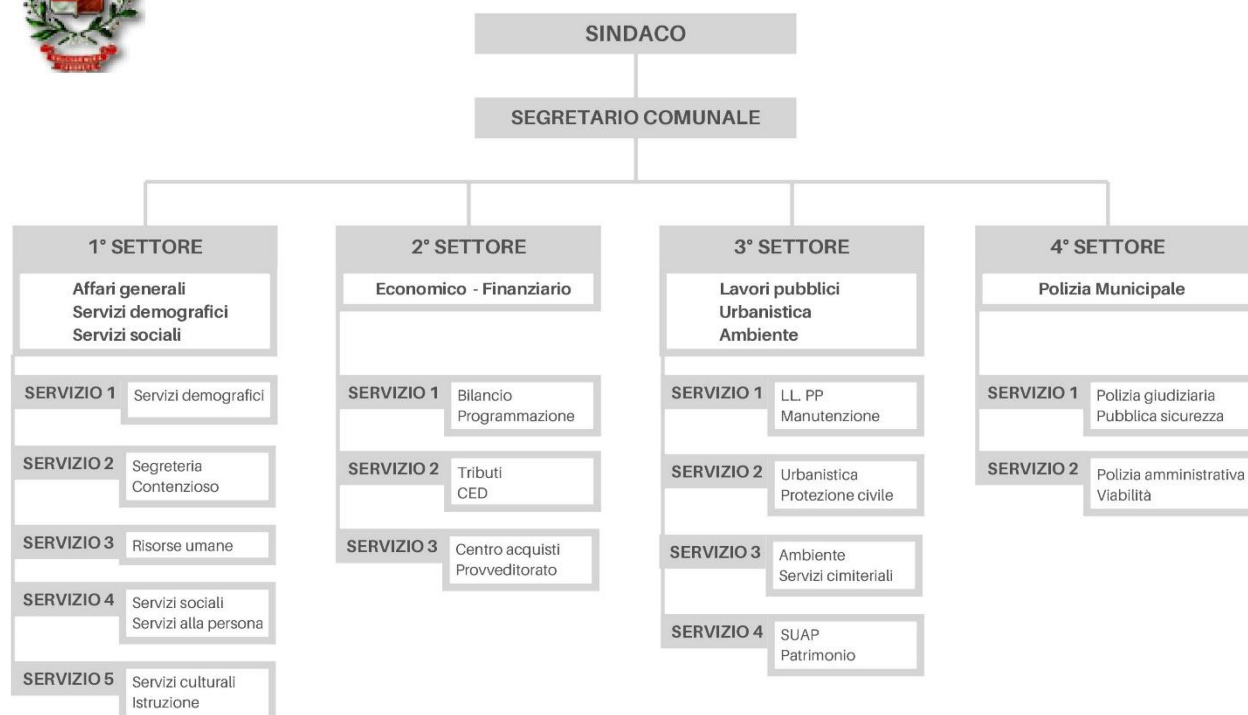 SINDACO
SEGRETARIO COMUNALE
1° SETTORE
Affari generali
Servizi demografici
Servizi sociali
SERVIZIO 1
Servizi demografici
SERVIZIO 2
Segreteria
Contenzioso
SERVIZIO 3
Risorse umane
SERVIZIO 4
Servizi sociali
Servizi alla persona
SERVIZIO 5
Servizi culturali
Istruzione
2° SETTORE
Economico - Finanziario
SERVIZIO 1
Bilancio
Programmazione
SERVIZIO 2
Tributi
CED
SERVIZIO 3
Centro acquisti
Provveditorato
3° SETTORE
Lavori pubblici
Urbanistica
Ambiente
SERVIZIO 1
LL. PP
Manutenzione
SERVIZIO 2
Urbanistica
Protezione civile
SERVIZIO 3
Ambiente
Servizi cimiteriali
SERVIZIO 4
SUAP
Patrimonio
4° SETTORE
Polizia Municipale
SERVIZIO 1
Polizia giudiziaria
Pubblica sicurezza
SERVIZIO 2
Polizia amministrativa
Viabilità